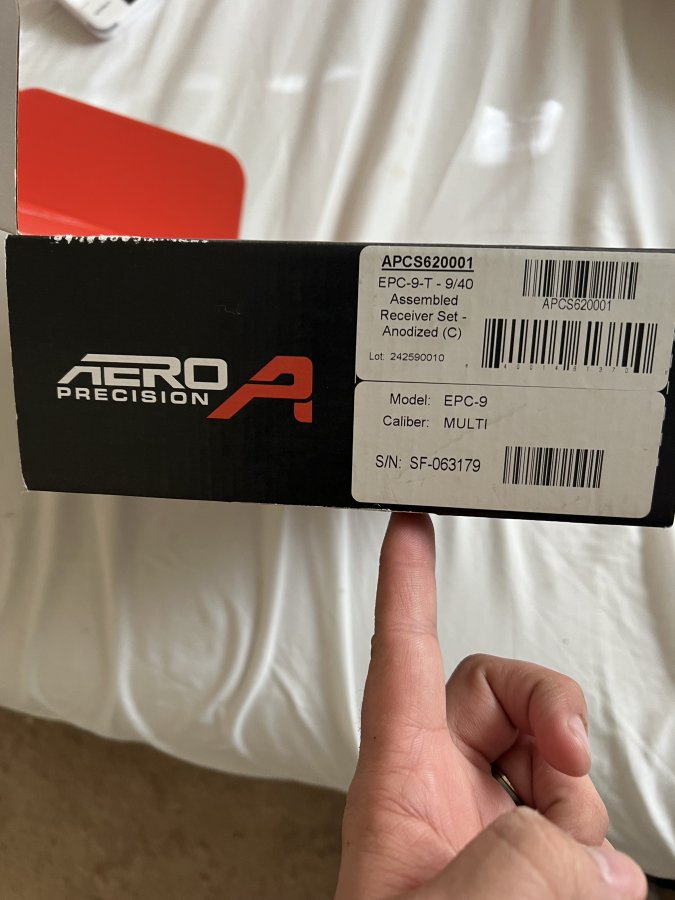 AERO
PRECISION
APCS620001
EPC-9-T - 9/40
Assembled
Receiver Set -
Anodized (C)
Lot: 242590010
APCS620001
Model: EPC-9
Caliber: MULTI
S/N: SF-063179